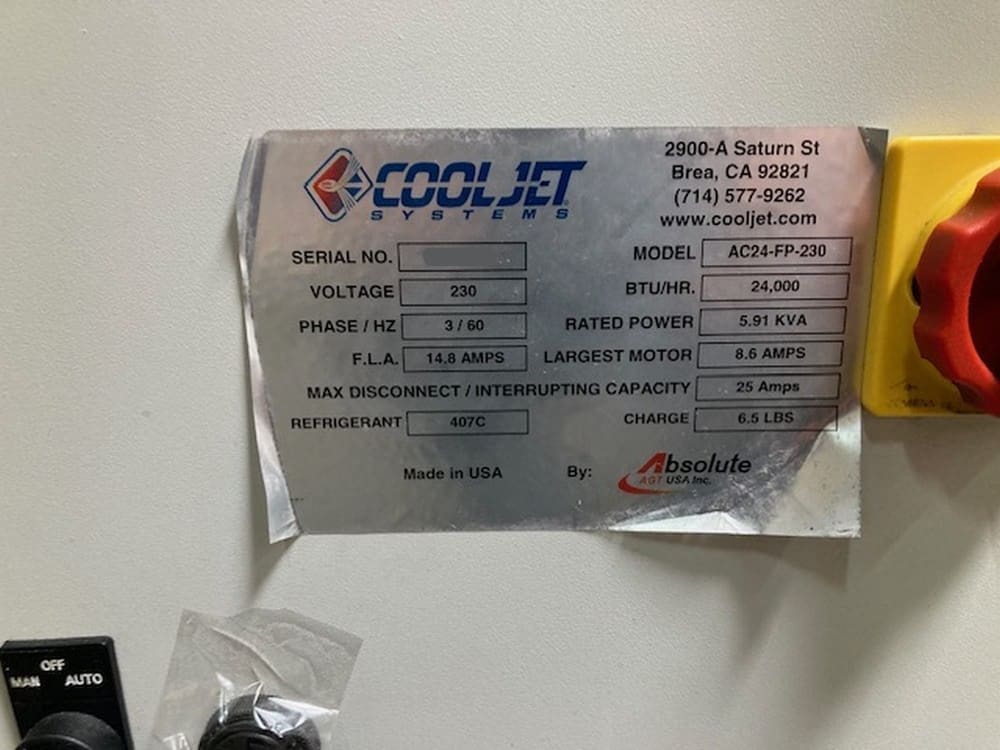 COOLJET
SYSTEMS
2900-A Saturn St
Brea, CA 92821
(714) 577-9262
www.cooljet.com
SERIAL NO.
MODEL AC24-FP-230
VOLTAGE 230
BTU/HR. 24,000
PHASE / HZ 3 / 60
RATED POWER 5.91 KVA
F.L.A. 14.8 AMPS
LARGEST MOTOR 8.6 AMPS
MAX DISCONNECT / INTERRUPTING CAPACITY 25 Amps
REFRIGERANT 407C
CHARGE 6.5 LBS
Made in USA
By: Absolute
AGT USA Inc.
OFF
MAN AUTO